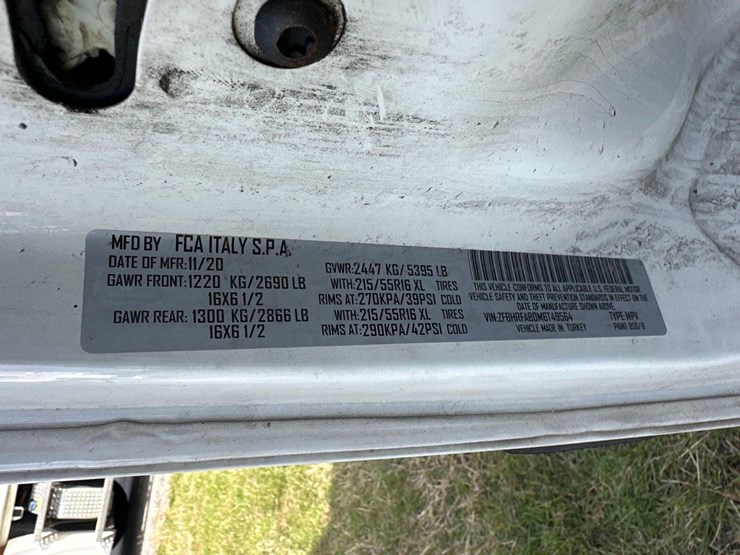 MFD BY FCA ITALY S.P.A.
DATE OF MFR:11/20
GAWR FRONT:1220 KG/2690 LB
16X6 1/2
GAWR REAR: 1300 KG/2866 LB
16X6 1/2
GVWR:2447 KG/ 5395 LB
WITH:215/55R16 XL TIRES
RIMS AT:270KPA/39PSI COLD
WITH:215/55R16 XL TIRES
RIMS AT:290KPA/42PSI COLD
THIS VEHICLE CONFORMS TO ALL APPLICABLE U.S. FEDERAL MOTOR
VEHICLE SAFETY AND THEFT PREVENTION STANDARDS IN EFFECT ON THE
DATE OF MANUFACTURE SHOWN ABOVE.
VIN:ZFBHRFAB0M6T49564 TYPE:MPV
VEHICLE MADE IN: TURKEY PAINT: